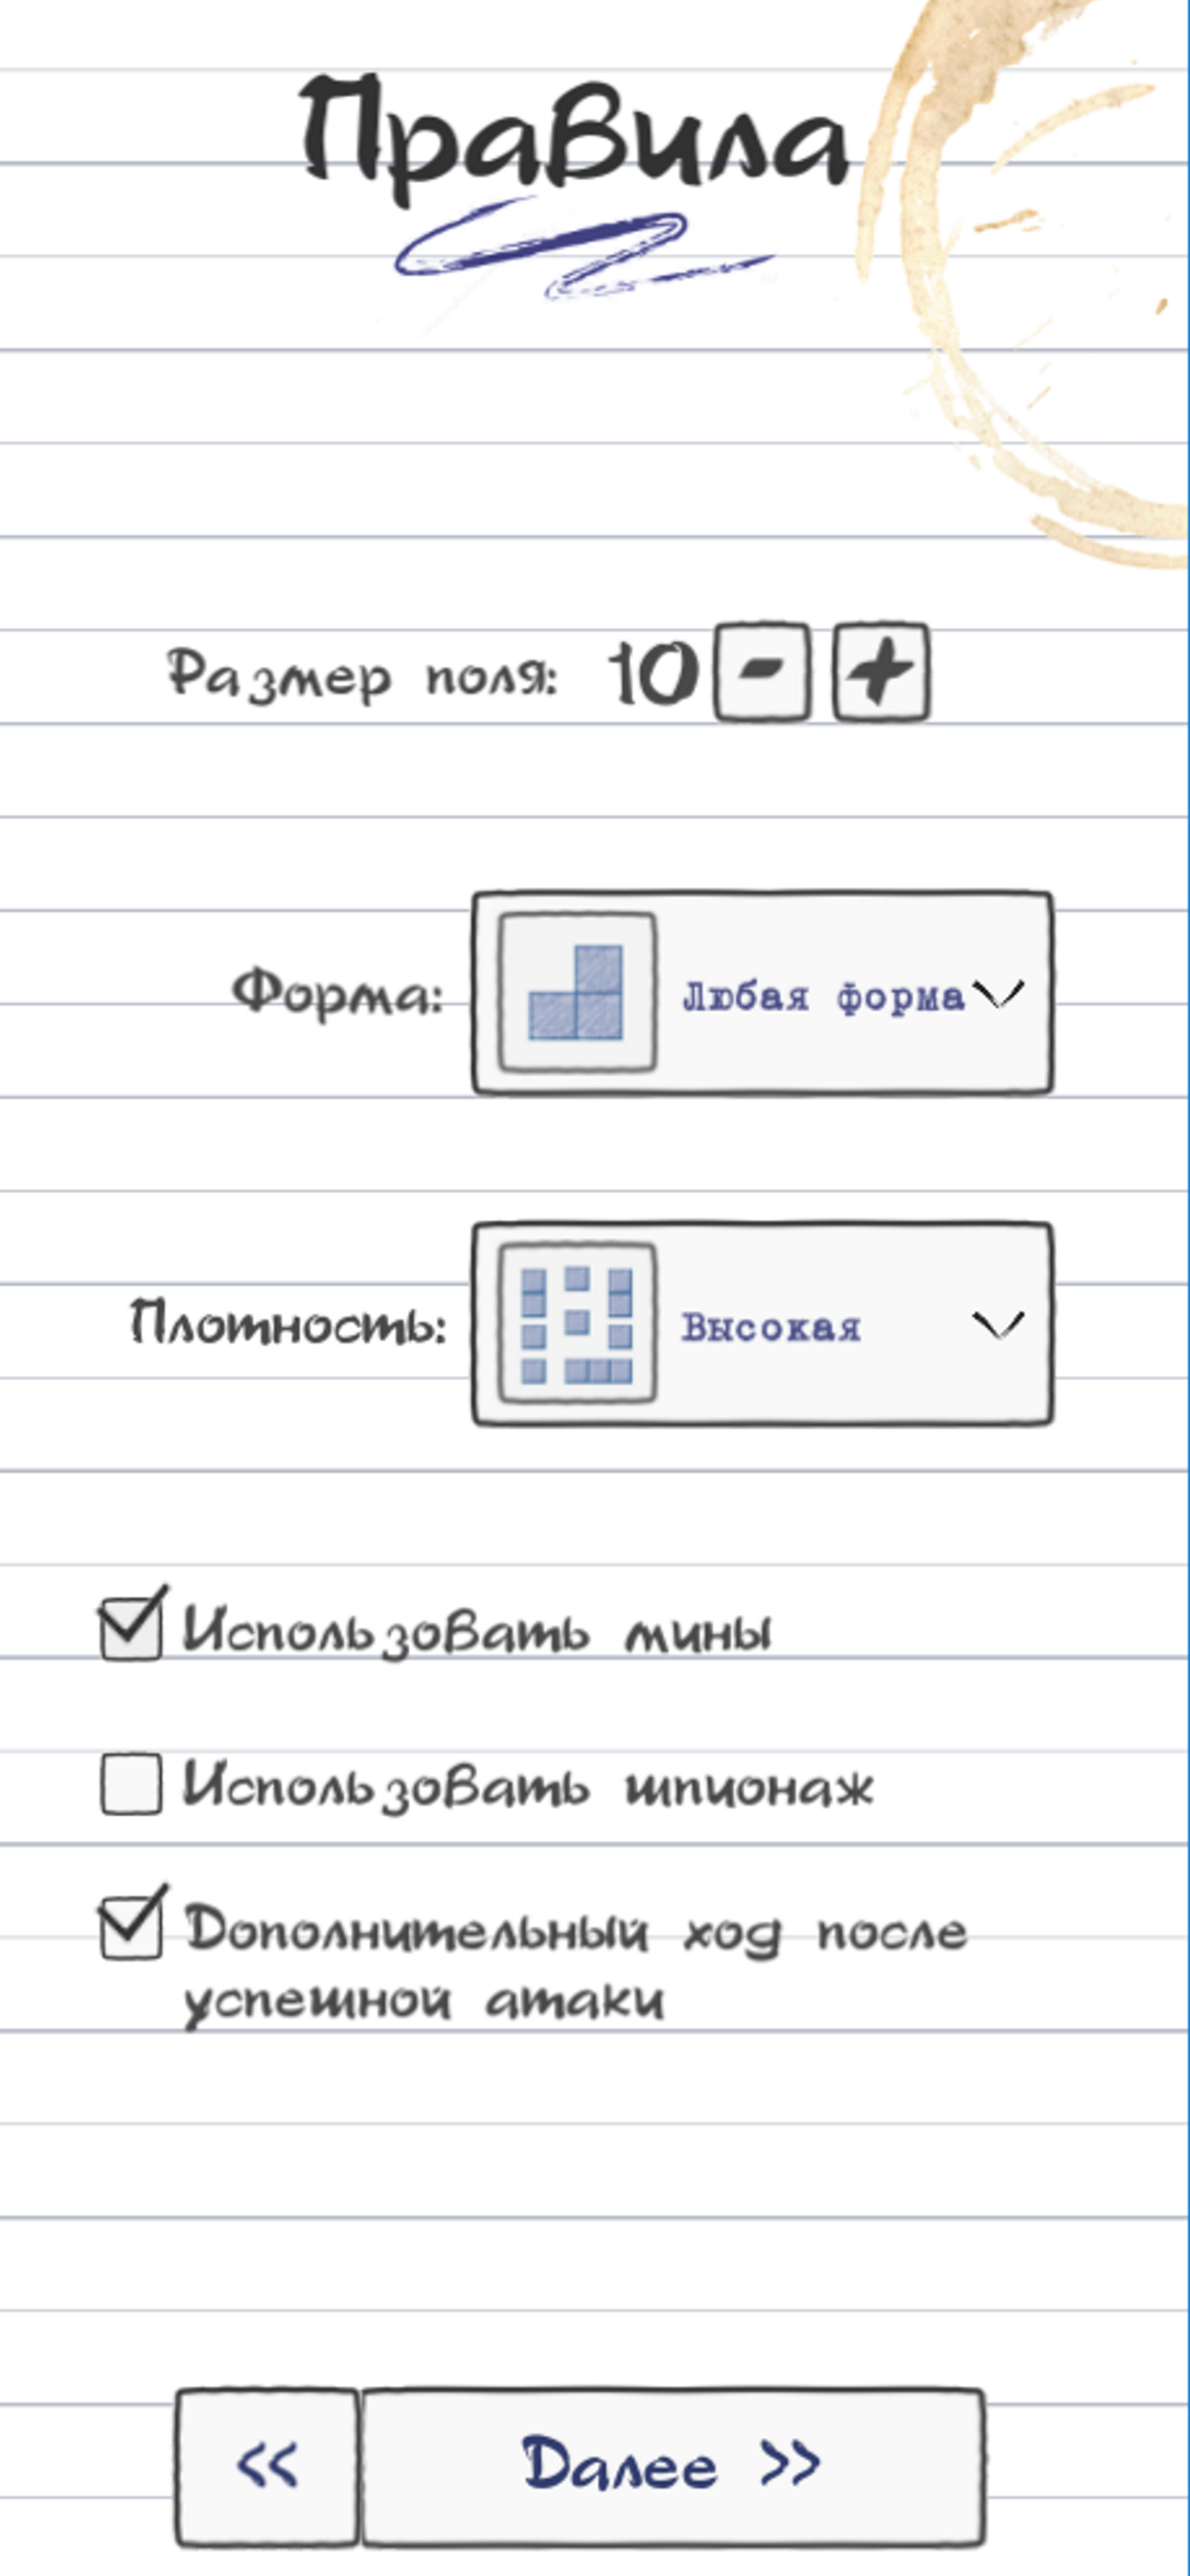 Правила
Размер поля: 10 - +
Форма: Любая форма
Плотность: Высокая
Использовать мины
Использовать шпионаж
Дополнительный ход после
успешной атаки
<< Далее >>